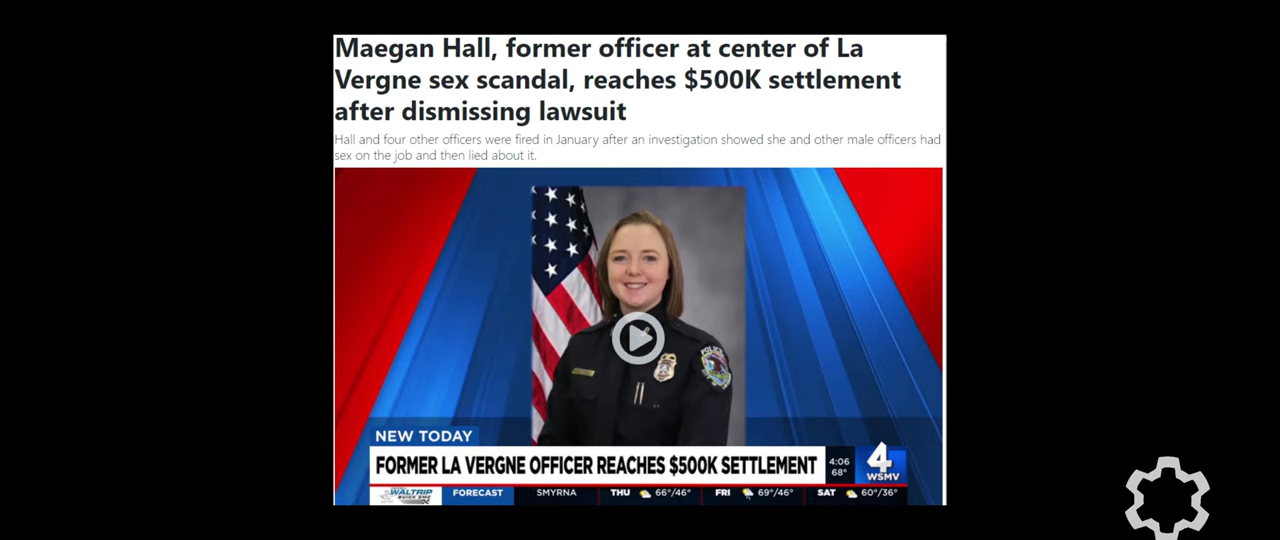 Maegan Hall, former officer at center of La
Vergne sex scandal, reaches $500K settlement
after dismissing lawsuit
Hall and four other officers were fired in January after an investigation showed she and other male officers had
sex on the job and then lied about it.
POLICE
NEW TODAY
FORMER LA VERGNE OFFICER REACHES $500K SETTLEMENT
4:06
68°
4
WSMV
WALTRIP
FORECAST SMYRNA THU 66°/46° FRI 69°/46° SAT 60°/36°